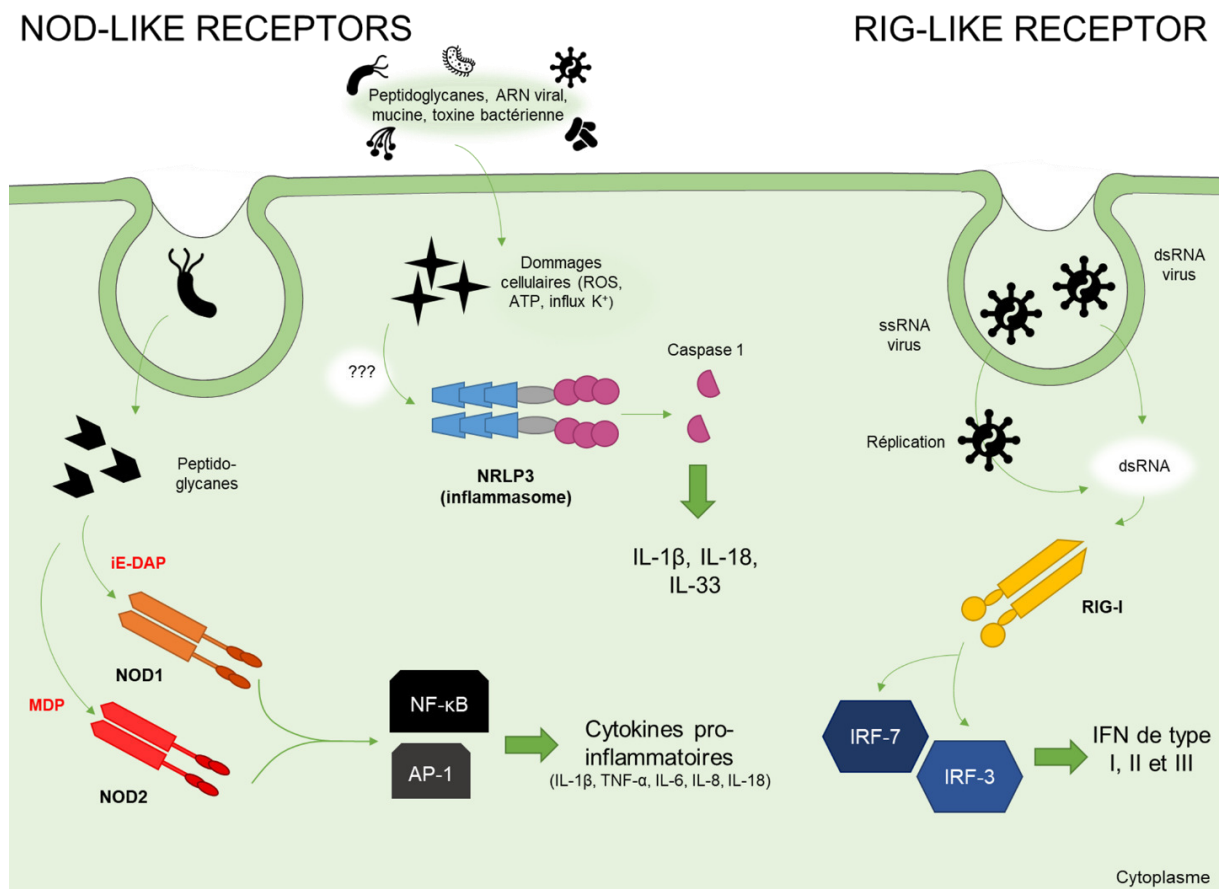 NOD-LIKE RECEPTORS
RIG-LIKE RECEPTOR
Peptidoglycanes, ARN viral,
mucine, toxine bactérienne
Dommages
cellulaires (ROS,
ATP, influx K⁺)
???
Caspase 1
NRLP3
(inflammasome)
IL-1β, IL-18,
IL-33
Peptido-
glycanes
iE-DAP
NOD1
MDP
NOD2
NF-κB
AP-1
Cytokines pro-
inflammatoires
(IL-1β, TNF-α, IL-6, IL-8, IL-18)
dsRNA
virus
ssRNA
virus
Réplication
dsRNA
RIG-I
IRF-7
IRF-3
IFN de type
I, II et III
Cytoplasme